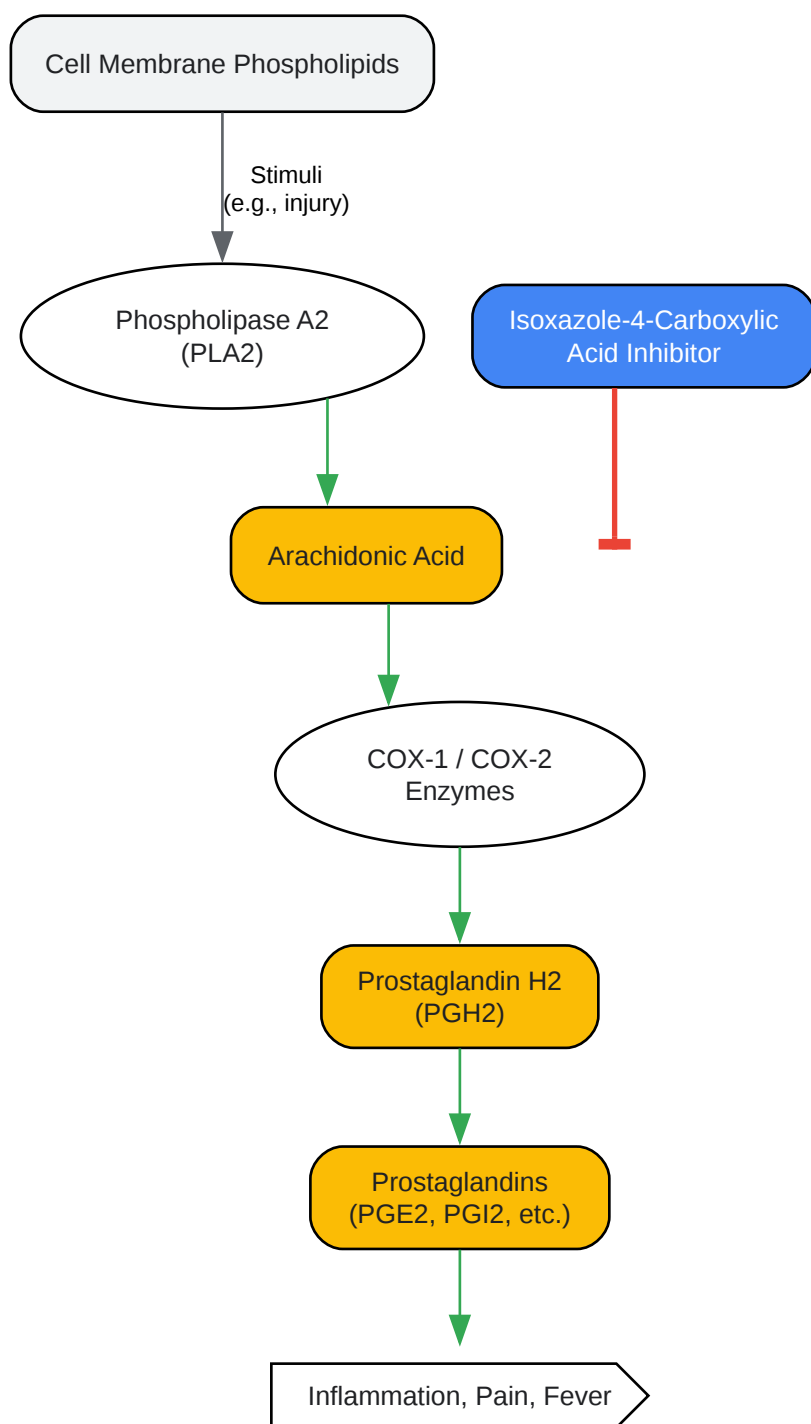 Cell Membrane Phospholipids
Stimuli
(e.g., injury)
Phospholipase A2
(PLA2)
Isoxazole-4-Carboxylic
Acid Inhibitor
Arachidonic Acid
COX-1 / COX-2
Enzymes
Prostaglandin H2
(PGH2)
Prostaglandins
(PGE2, PGI2, etc.)
Inflammation, Pain, Fever